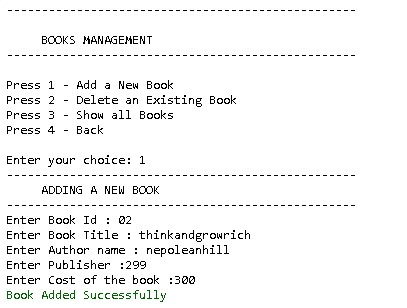 --------------------------------------------------
BOOKS MANAGEMENT
--------------------------------------------------
Press 1 - Add a New Book
Press 2 - Delete an Existing Book
Press 3 - Show all Books
Press 4 - Back
Enter your choice: 1
--------------------------------------------------
ADDING A NEW BOOK
--------------------------------------------------
Enter Book Id : 02
Enter Book Title : thinkandgrowrich
Enter Author name : nepoleanhill
Enter Publisher :299
Enter Cost of the book :300
Book Added Successfully